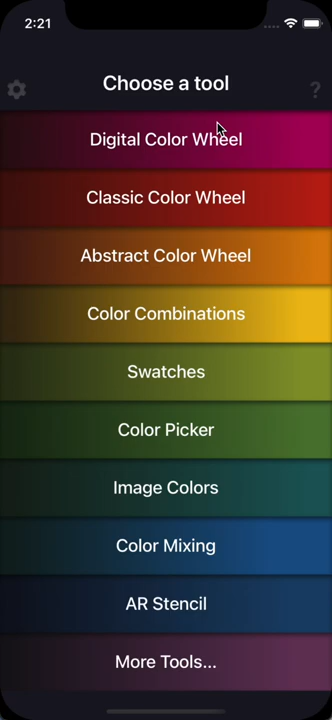 2:21
Choose a tool
?
Digital Color Wheel
Classic Color Wheel
Abstract Color Wheel
Color Combinations
Swatches
Color Picker
Image Colors
Color Mixing
AR Stencil
More Tools...